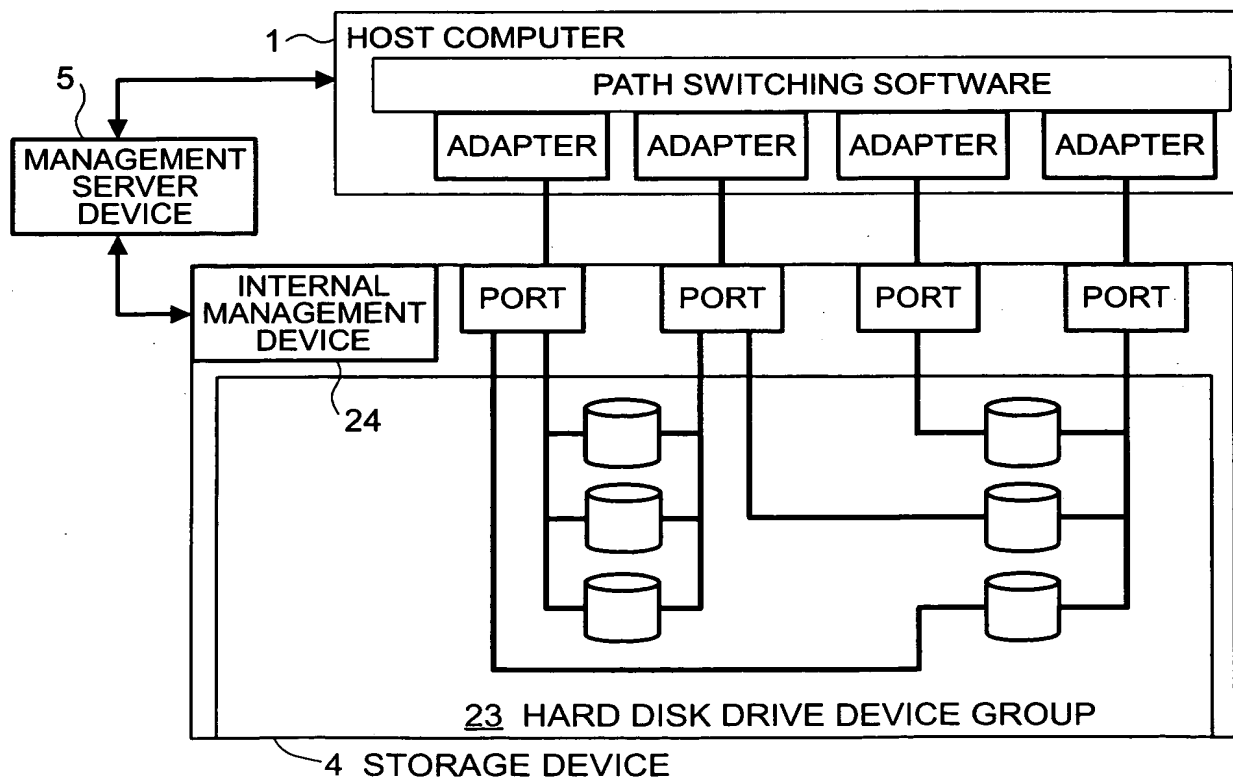 1 HOST COMPUTER
PATH SWITCHING SOFTWARE
5
ADAPTER ADAPTER ADAPTER ADAPTER
MANAGEMENT
SERVER
DEVICE
INTERNAL
MANAGEMENT
DEVICE
PORT PORT PORT PORT
24
23 HARD DISK DRIVE DEVICE GROUP
4 STORAGE DEVICE